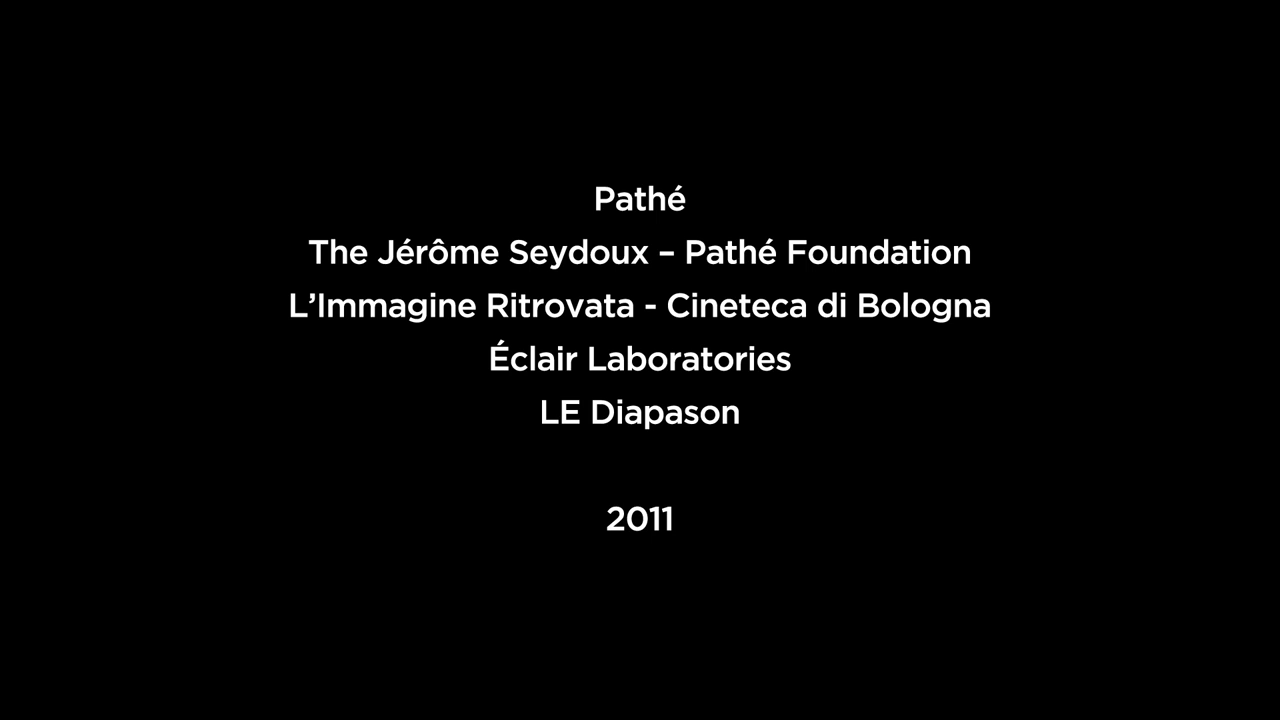 Pathé
The Jérôme Seydoux – Pathé Foundation
L’Immagine Ritrovata - Cineteca di Bologna
Éclair Laboratories
LE Diapason
2011